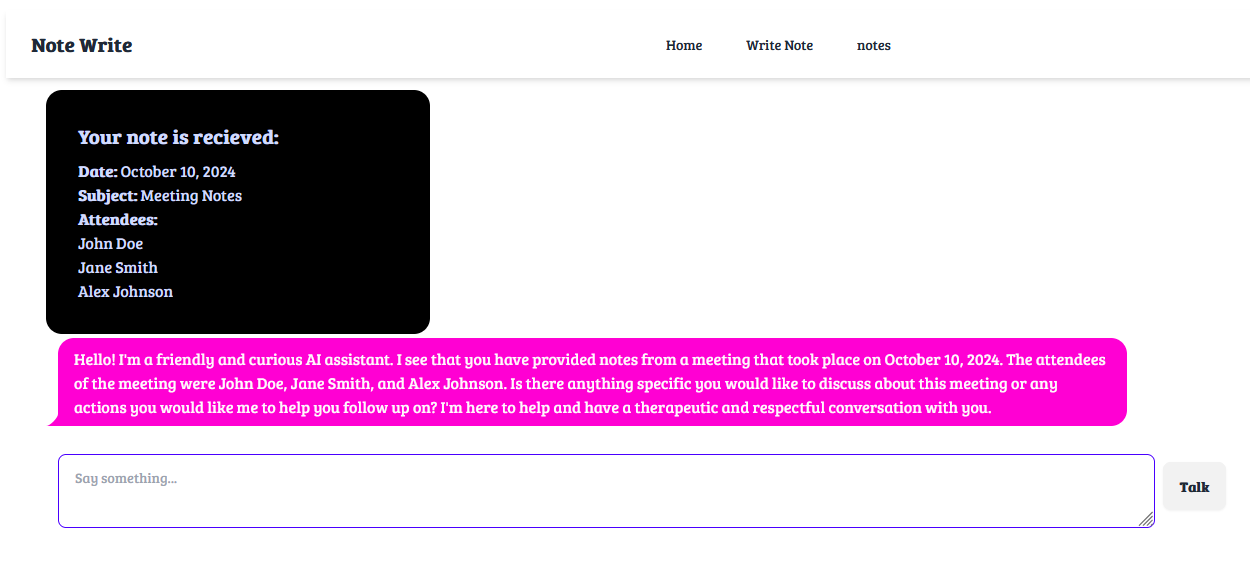 Note Write
Home Write Note notes
Your note is recieved:
Date: October 10, 2024
Subject: Meeting Notes
Attendees:
John Doe
Jane Smith
Alex Johnson
Hello! I'm a friendly and curious AI assistant. I see that you have provided notes from a meeting that took place on October 10, 2024. The attendees
of the meeting were John Doe, Jane Smith, and Alex Johnson. Is there anything specific you would like to discuss about this meeting or any
actions you would like me to help you follow up on? I'm here to help and have a therapeutic and respectful conversation with you.
Say something...
Talk